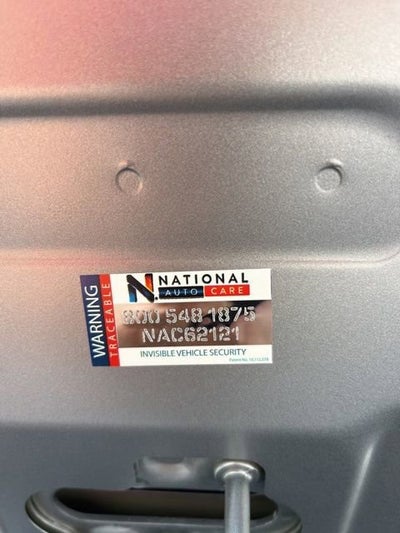 WARNING
TRACEABLE
N. NATIONAL
AUTO CARE
800 548 1875
NAC62121
INVISIBLE VEHICLE SECURITY